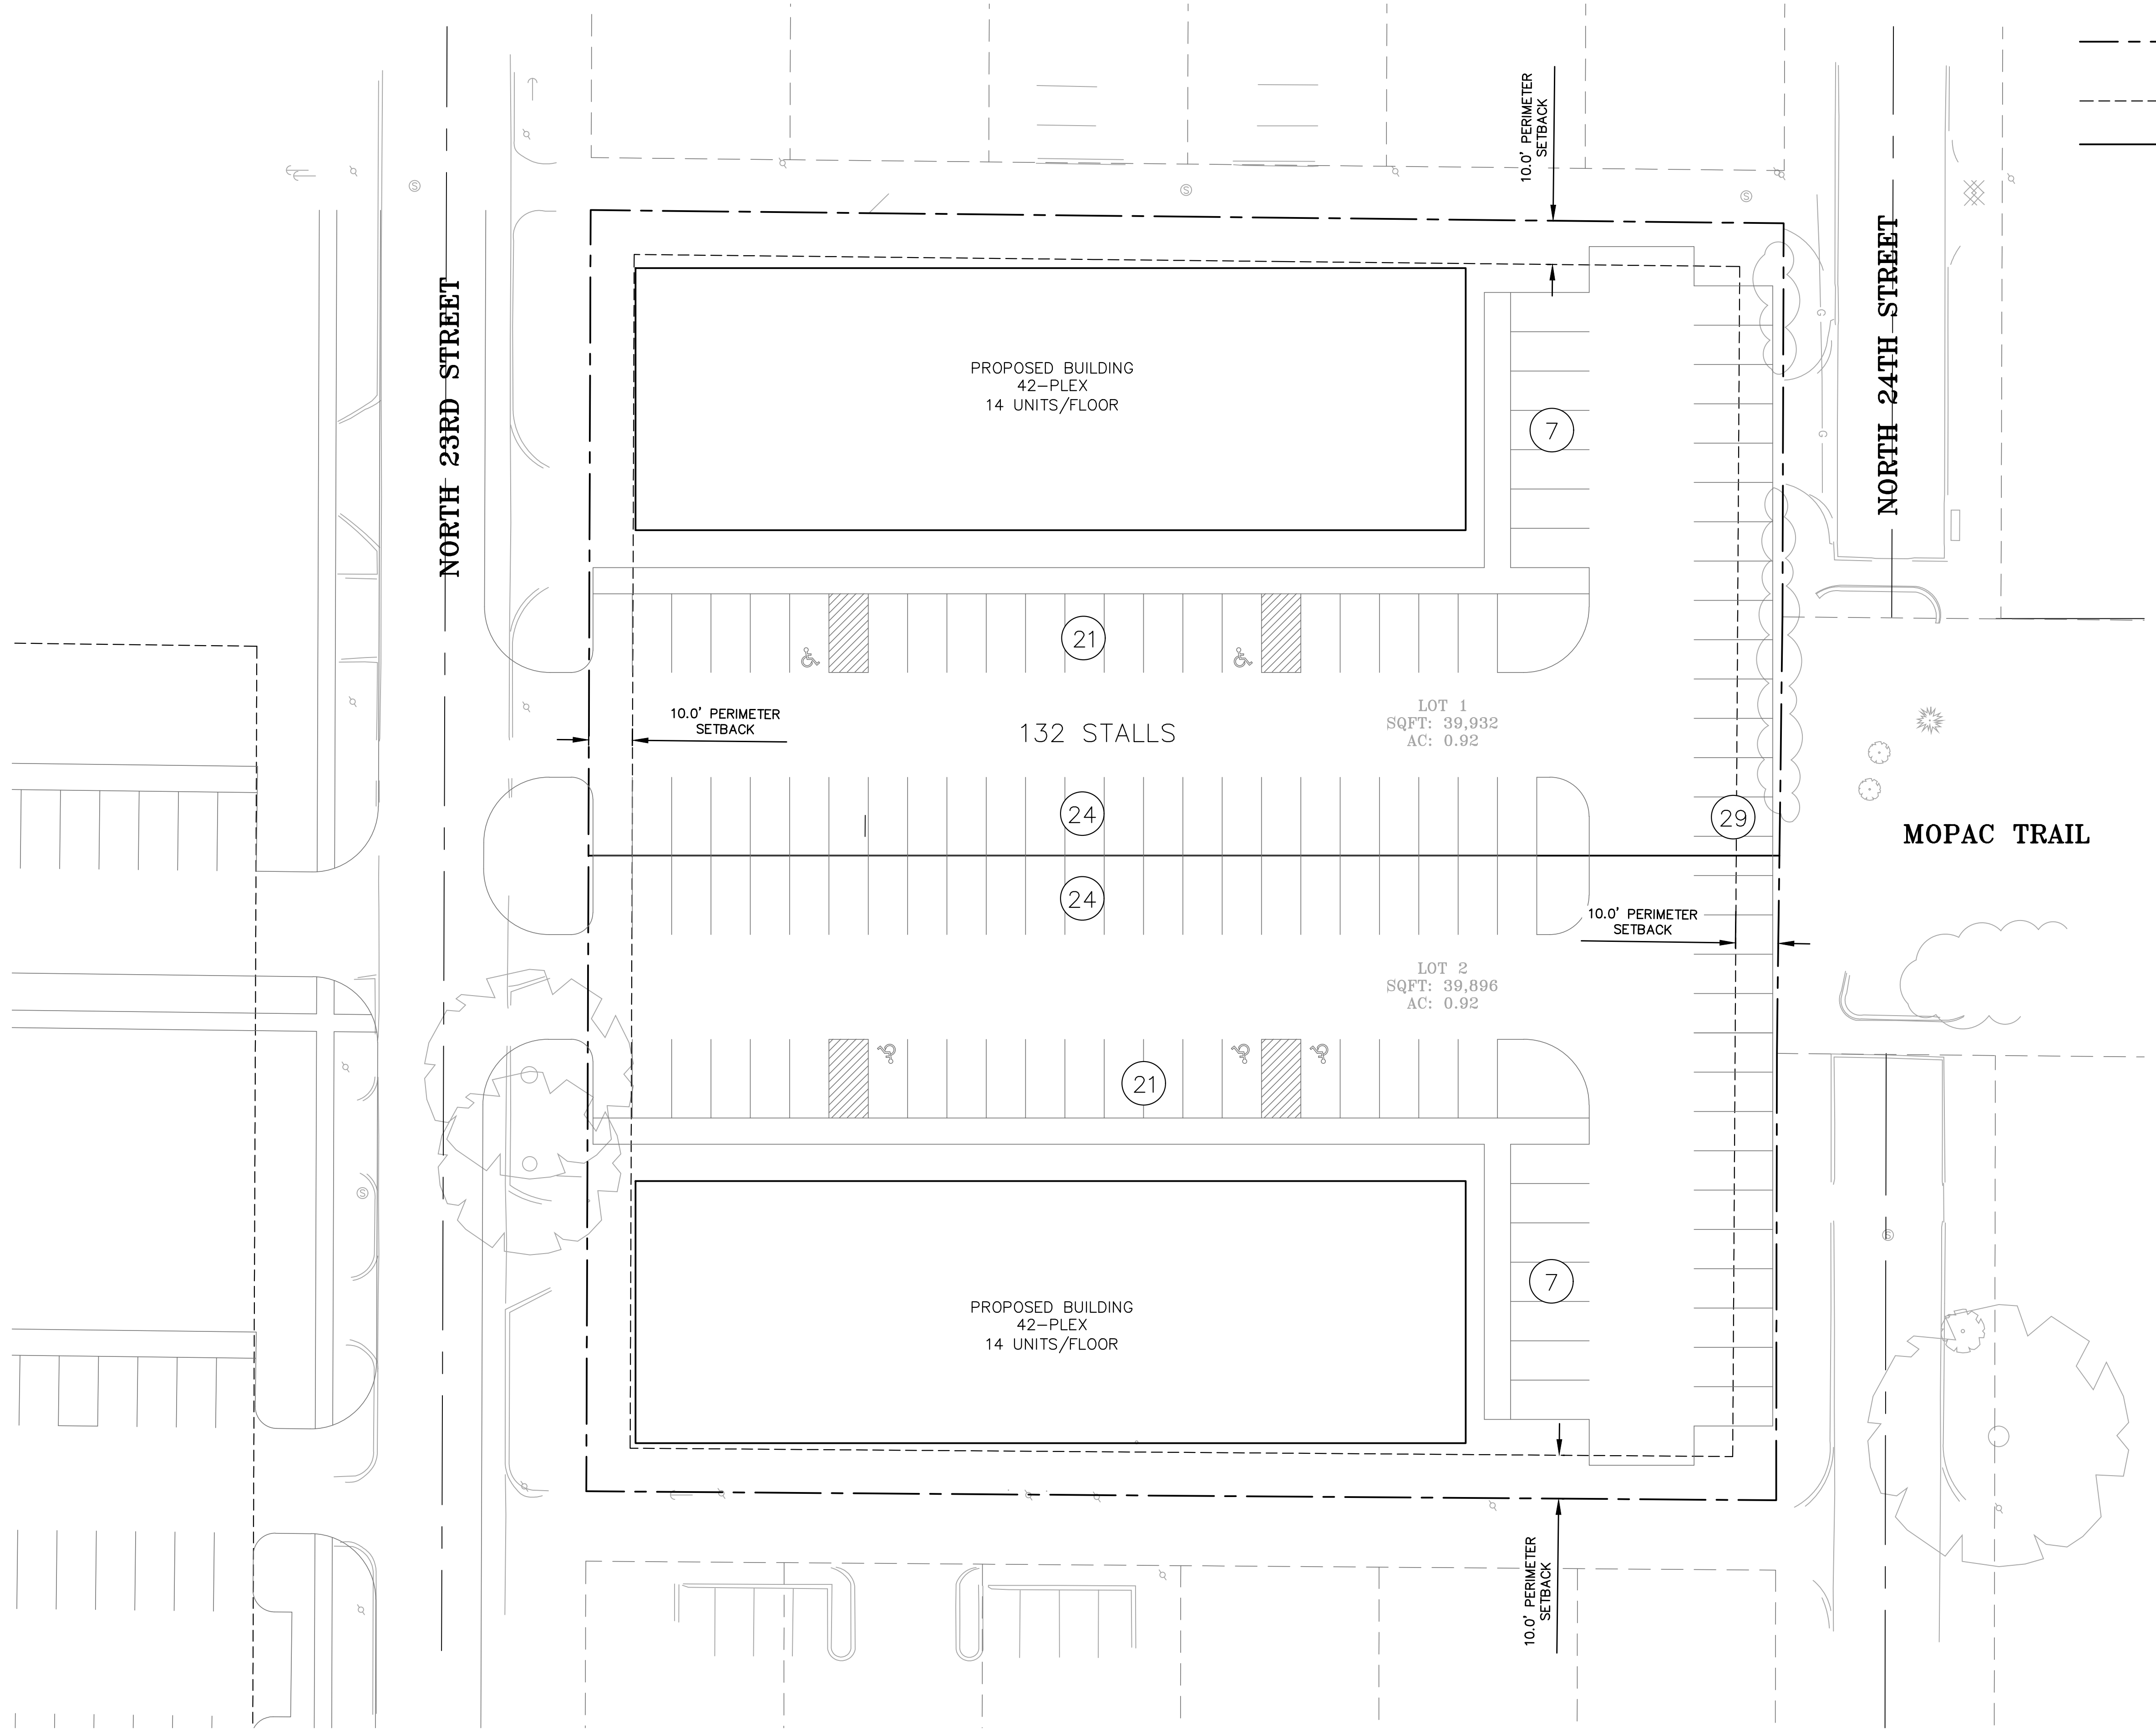 10.0' PERIMETER
SETBACK
NORTH 23RD STREET
NORTH 24TH STREET
PROPOSED BUILDING
42-PLEX
14 UNITS/FLOOR
7
21
10.0' PERIMETER
SETBACK
132 STALLS
LOT 1
SQFT: 39,932
AC: 0.92
24
29
MOPAC TRAIL
24
10.0' PERIMETER
SETBACK
LOT 2
SQFT: 39,896
AC: 0.92
21
7
PROPOSED BUILDING
42-PLEX
14 UNITS/FLOOR
10.0' PERIMETER
SETBACK
S
S
S
S
S
G
G